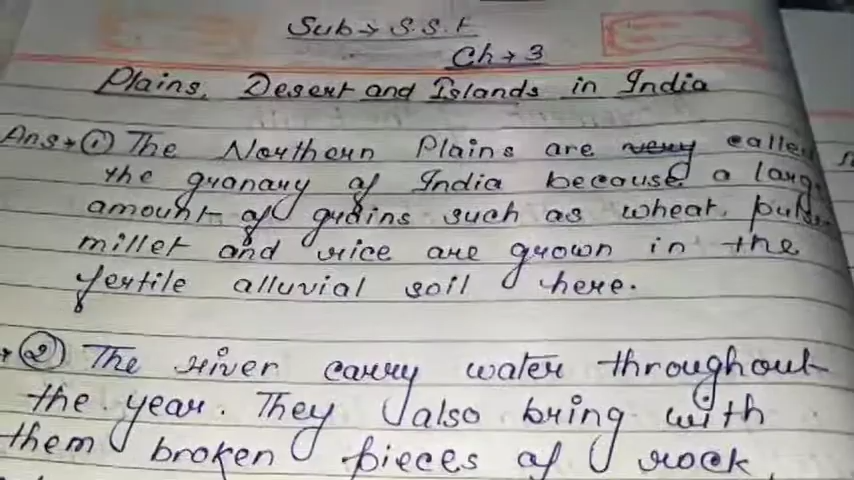 Sub → S.S.t
Ch → 3
Plains, Desert and Islands in India
Ans → ① The Northern Plains are very called
the granary of India because a large
amount of grains such as wheat, 
millet and rice are grown in the
fertile alluvial soil here.
② The river carry water throughout
the year. They also bring with
them broken pieces of rock,